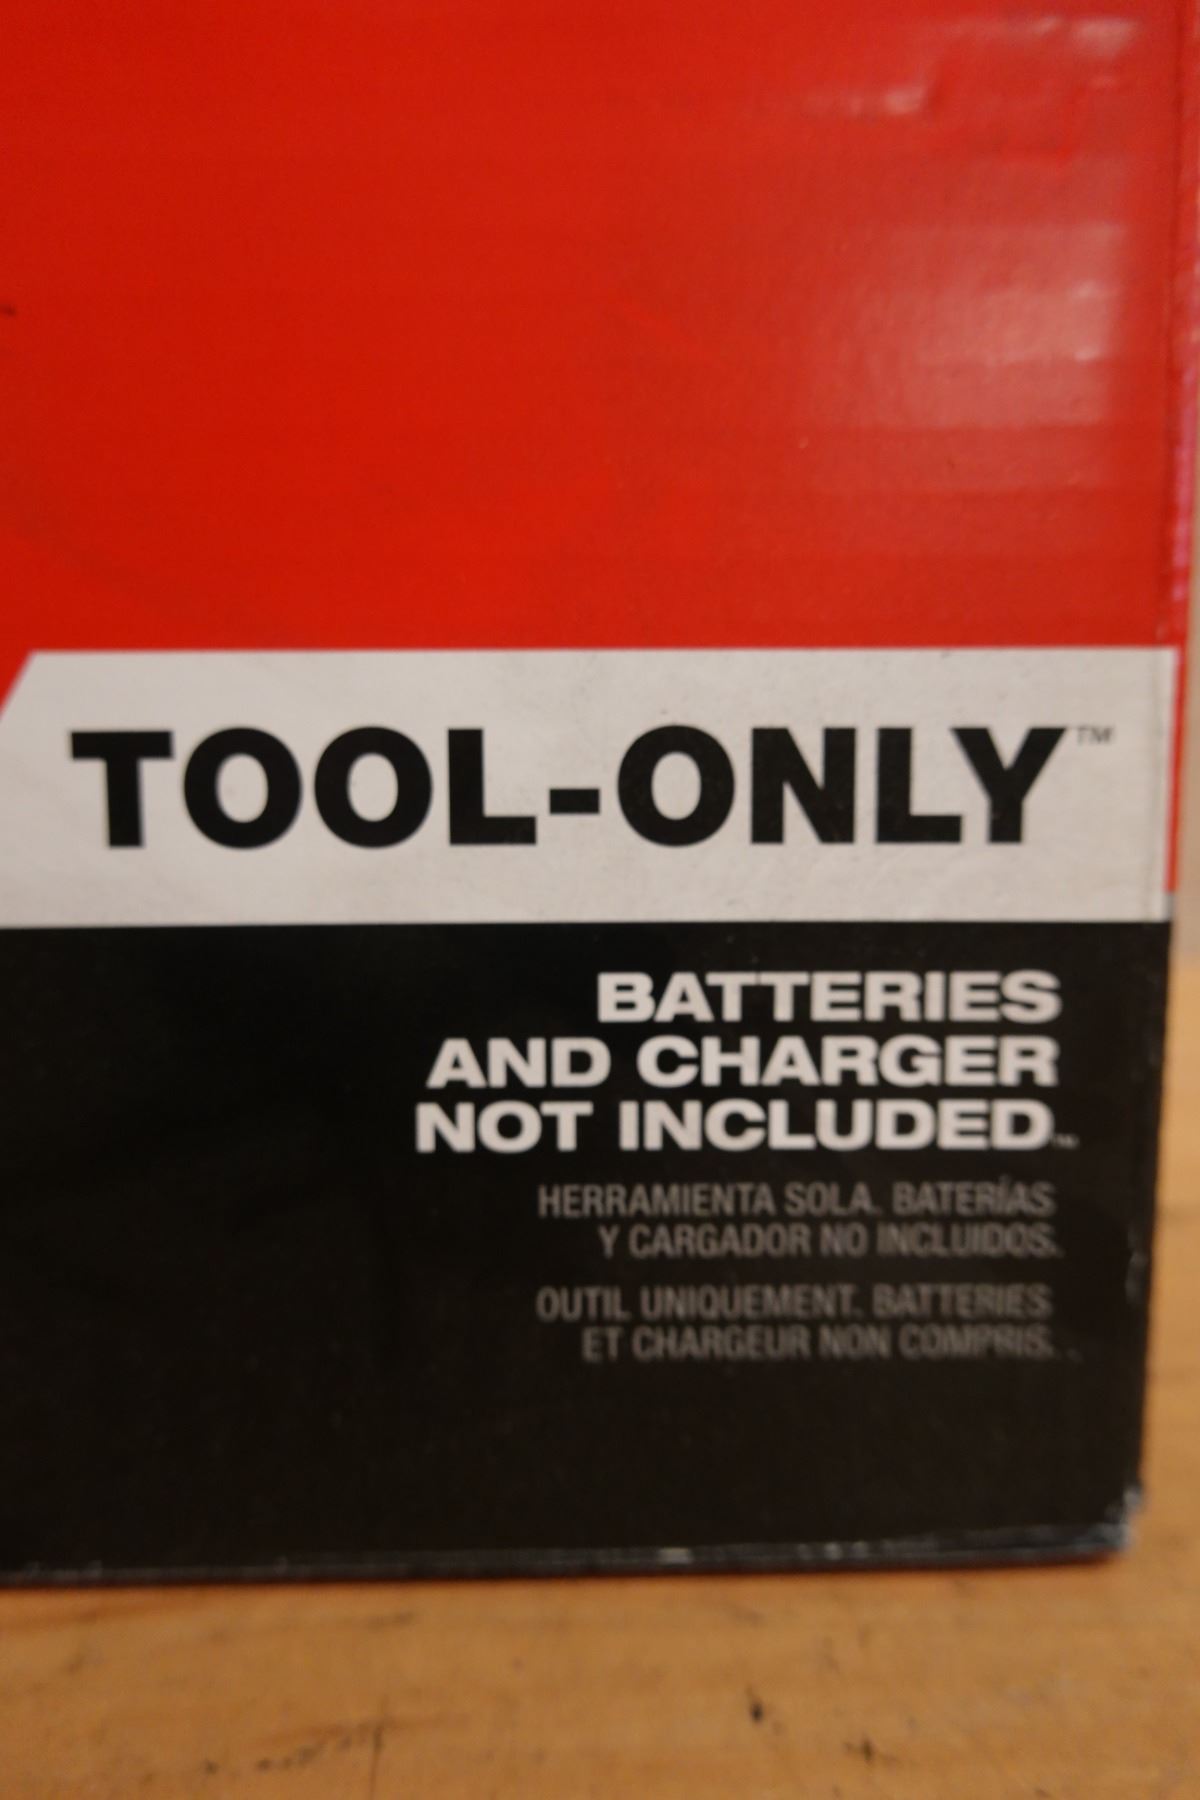 TOOL-ONLY™
BATTERIES
AND CHARGER
NOT INCLUDED™
HERRAMIENTA SOLA. BATERÍAS
Y CARGADOR NO INCLUIDOS.
OUTIL UNIQUEMENT. BATTERIES
ET CHARGEUR NON COMPRIS.